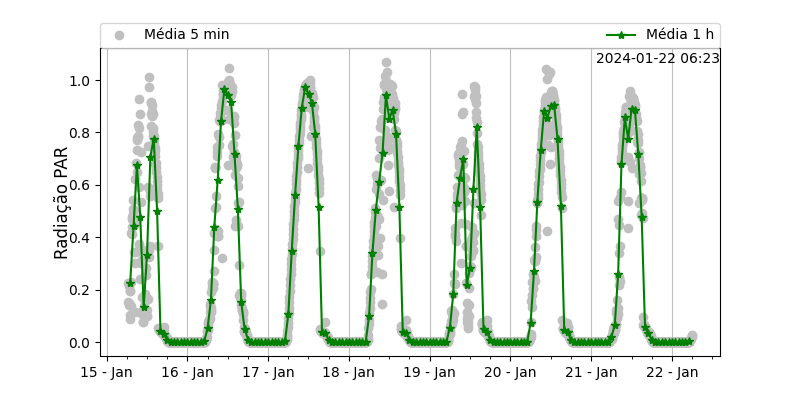 Média 5 min
Média 1 h
2024-01-22 06:23
Radiação PAR
1.0
0.8
0.6
0.4
0.2
0.0
15 - Jan
16 - Jan
17 - Jan
18 - Jan
19 - Jan
20 - Jan
21 - Jan
22 - Jan